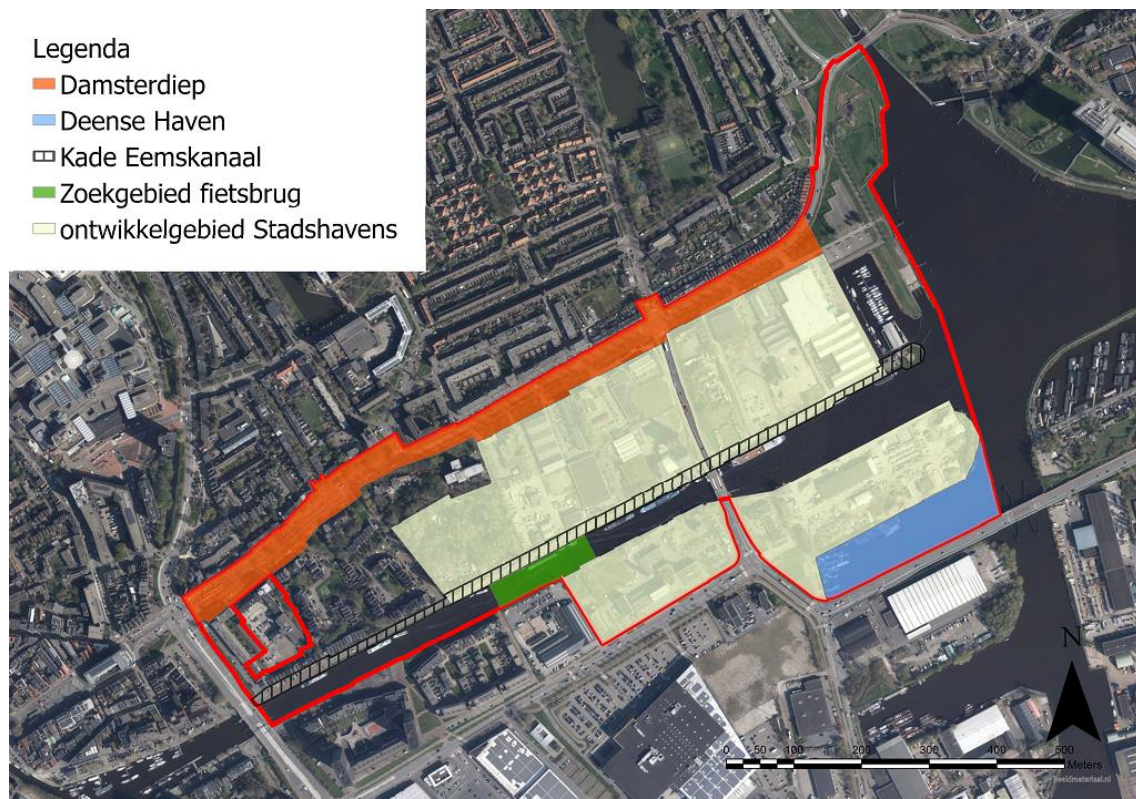 Legenda
Damsterdiep
Deense Haven
Kade Eemskanaal
Zoekgebied fietsbrug
ontwikkelgebied Stadshavens
N
0 50 100 200 300 400 500
Meters